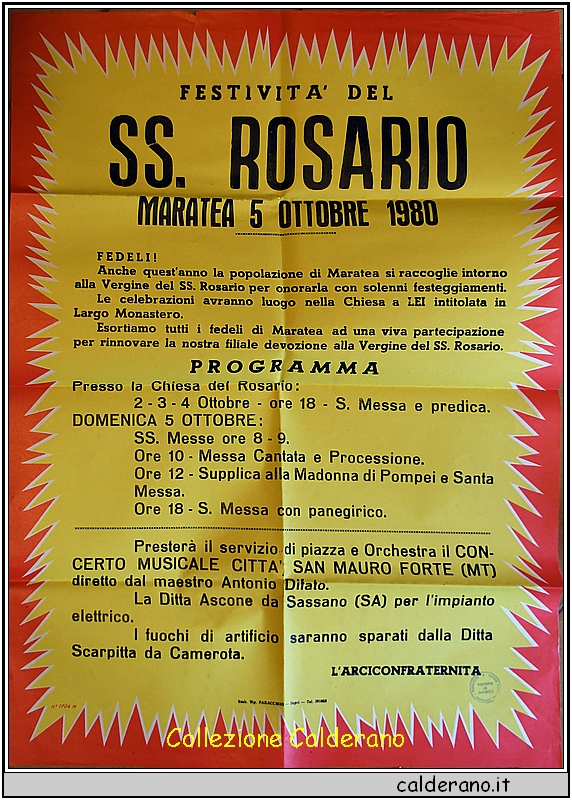 FESTIVITA' DEL
SS. ROSARIO
MARATEA 5 OTTOBRE 1980
FEDELI!
Anche quest'anno la popolazione di Maratea si raccoglie intorno
alla Vergine del SS. Rosario per onorarla con solenni festeggiamenti.
Le celebrazioni avranno luogo nella Chiesa a LEI intitolata in
Largo Monastero.
Esortiamo tutti i fedeli di Maratea ad una viva partecipazione
per rinnovare la nostra filiale devozione alla Vergine del SS. Rosario.
PROGRAMMA
Presso la Chiesa del Rosario:
2 - 3 - 4 Ottobre - ore 18 - S. Messa e predica.
DOMENICA 5 OTTOBRE:
SS. Messe ore 8 - 9.
Ore 10 - Messa Cantata e Processione.
Ore 12 - Supplica alla Madonna di Pompei e Santa
Messa.
Ore 18 - S. Messa con panegirico.
Presterà il servizio di piazza e Orchestra il CON-
CERTO MUSICALE CITTA' SAN MAURO FORTE (MT)
diretto dal maestro Antonio Dilato.
La Ditta Ascone da Sassano (SA) per l'impianto
elettrico.
I fuochi di artificio saranno sparati dalla Ditta
Scarpitta da Camerota.
L'ARCICONFRATERNITA
Tip. FARACCHIO - Sapri - Tel.
Collezione Calderano
calderano.it